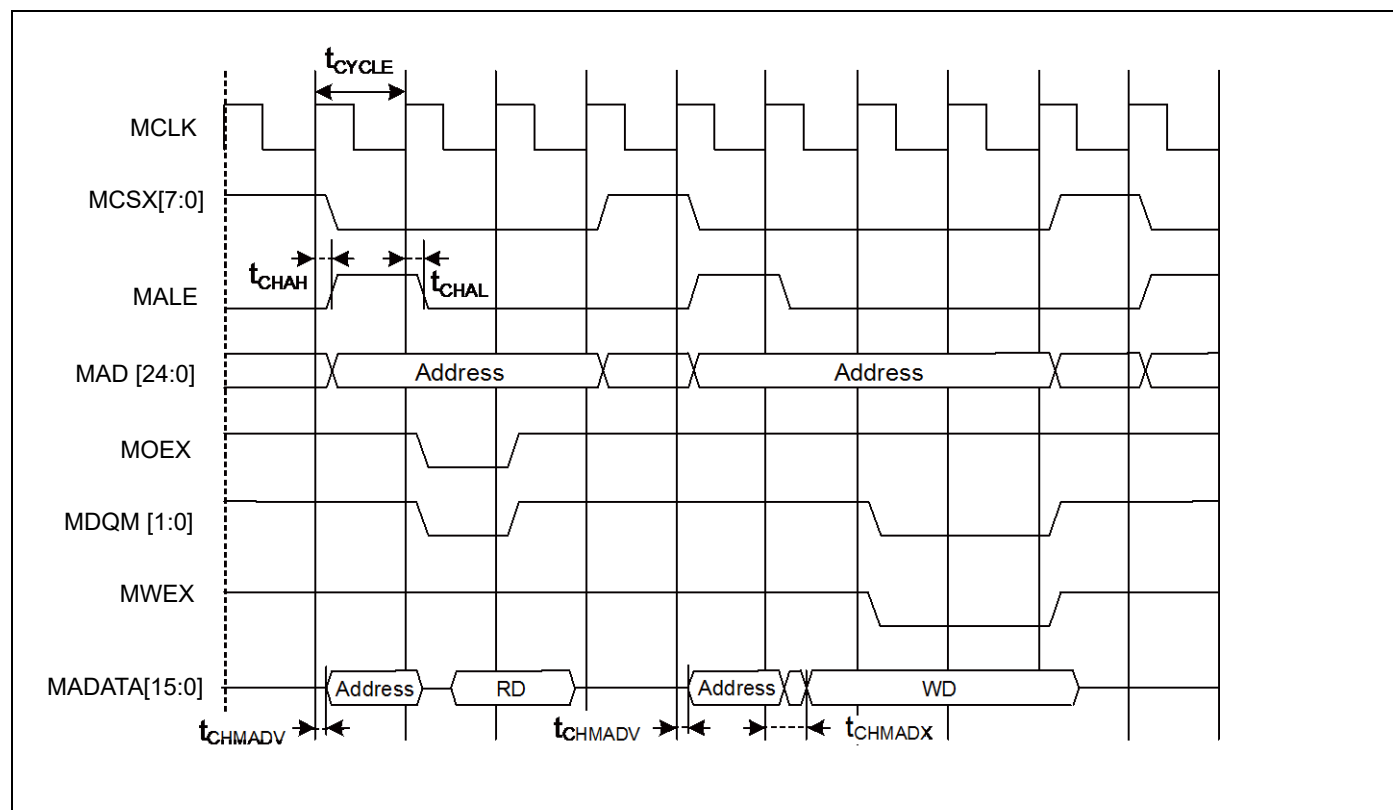 tCYCLE
MCLK
MCSX[7:0]
tCHAH
tCHAL
MALE
MAD [24:0]
Address
Address
MOEX
MDQM [1:0]
MWEX
MADATA[15:0]
Address
RD
Address
WD
tCHMADV
tCHMADV
tCHMADX